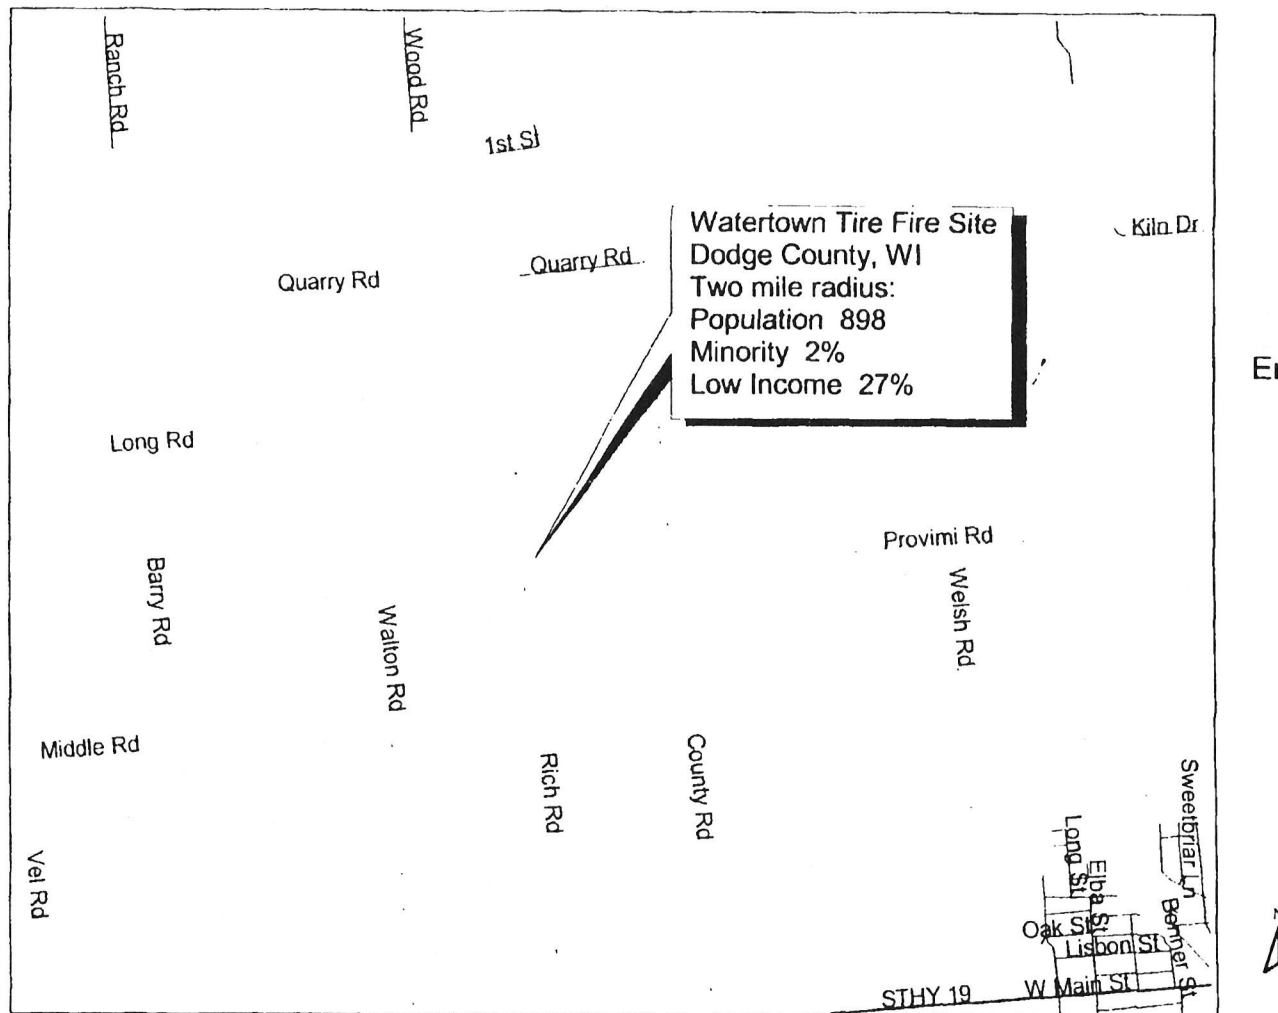 Ranch Rd
Wood Rd
1st St
Watertown Tire Fire Site
Dodge County, WI
Two mile radius:
Population 898
Minority 2%
Low Income 27%
Kiln Dr
Quarry Rd
Quarry Rd
Long Rd
Provimi Rd
Barry Rd
Walton Rd
Welsh Rd
Middle Rd
Rich Rd
County Rd
Sweetbriar Ln
Long St
Elba St
Vel Rd
Oak St
Lisbon St
Bonner St
STHY 19
W Main St